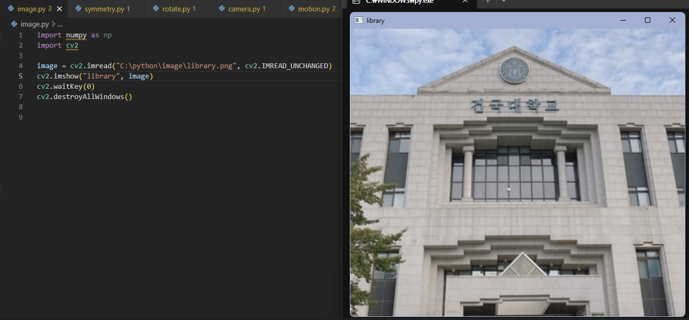 image.py 2 symmetry.py 1 rotate.py 1 camera.py 1 motion.py 2
image.py > ...
1 import numpy as np
2 import cv2
3
4 image = cv2.imread("C:\python\image\library.png", cv2.IMREAD_UNCHANGED)
5 cv2.imshow("library", image)
6 cv2.waitKey(0)
7 cv2.destroyAllWindows()
8
9
C:\WINDOWS\py.exe
library
건국대학교